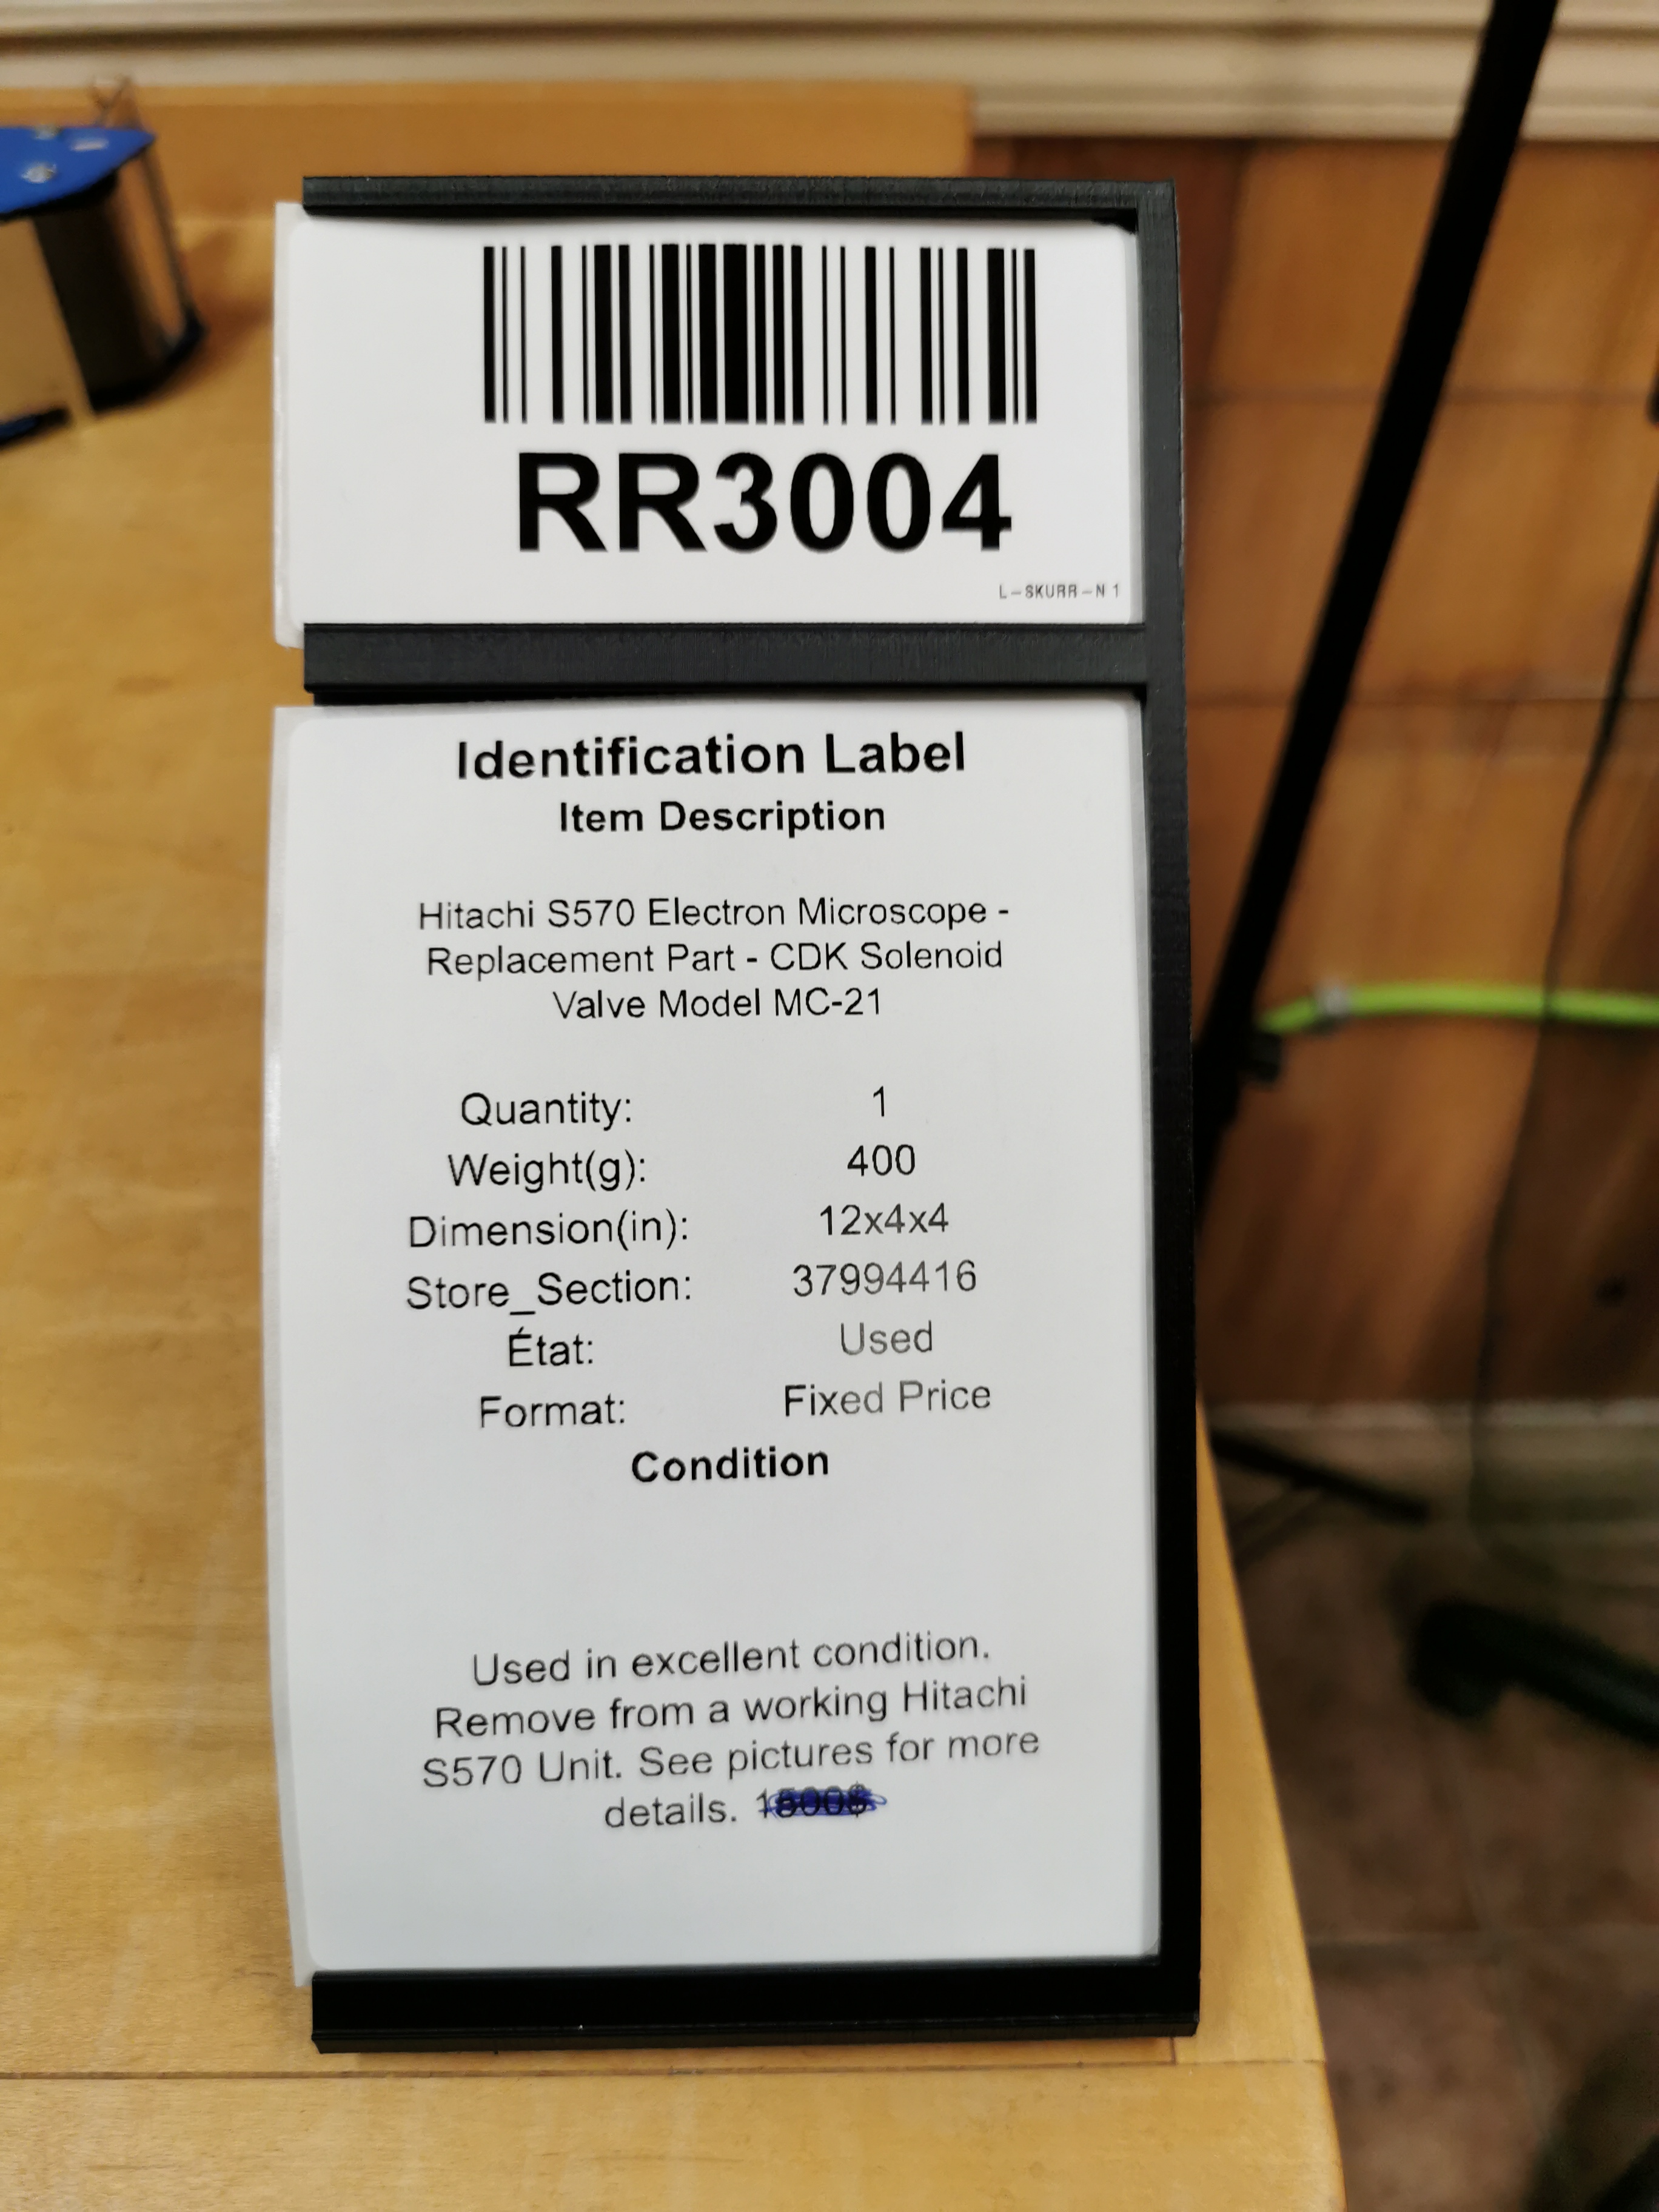 RR3004
L-SKURR-N 1
Identification Label
Item Description
Hitachi S570 Electron Microscope -
Replacement Part - CDK Solenoid
Valve Model MC-21
Quantity: 1
Weight(g): 400
Dimension(in): 12x4x4
Store_Section: 37994416
État: Used
Format: Fixed Price
Condition
Used in excellent condition.
Remove from a working Hitachi
S570 Unit. See pictures for more
details.